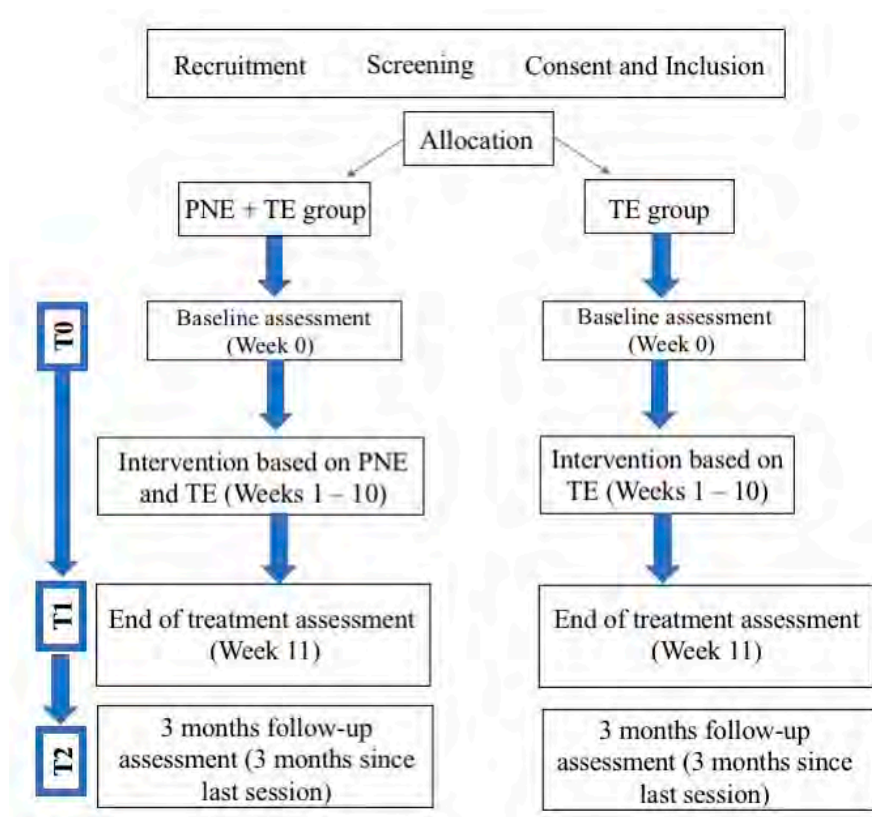 Recruitment Screening Consent and Inclusion
Allocation
PNE + TE group
TE group
T0
Baseline assessment
(Week 0)
Baseline assessment
(Week 0)
Intervention based on PNE
and TE (Weeks 1 – 10)
Intervention based on
TE (Weeks 1 – 10)
T1
End of treatment assessment
(Week 11)
End of treatment assessment
(Week 11)
T2
3 months follow-up
assessment (3 months since
last session)
3 months follow-up
assessment (3 months since
last session)